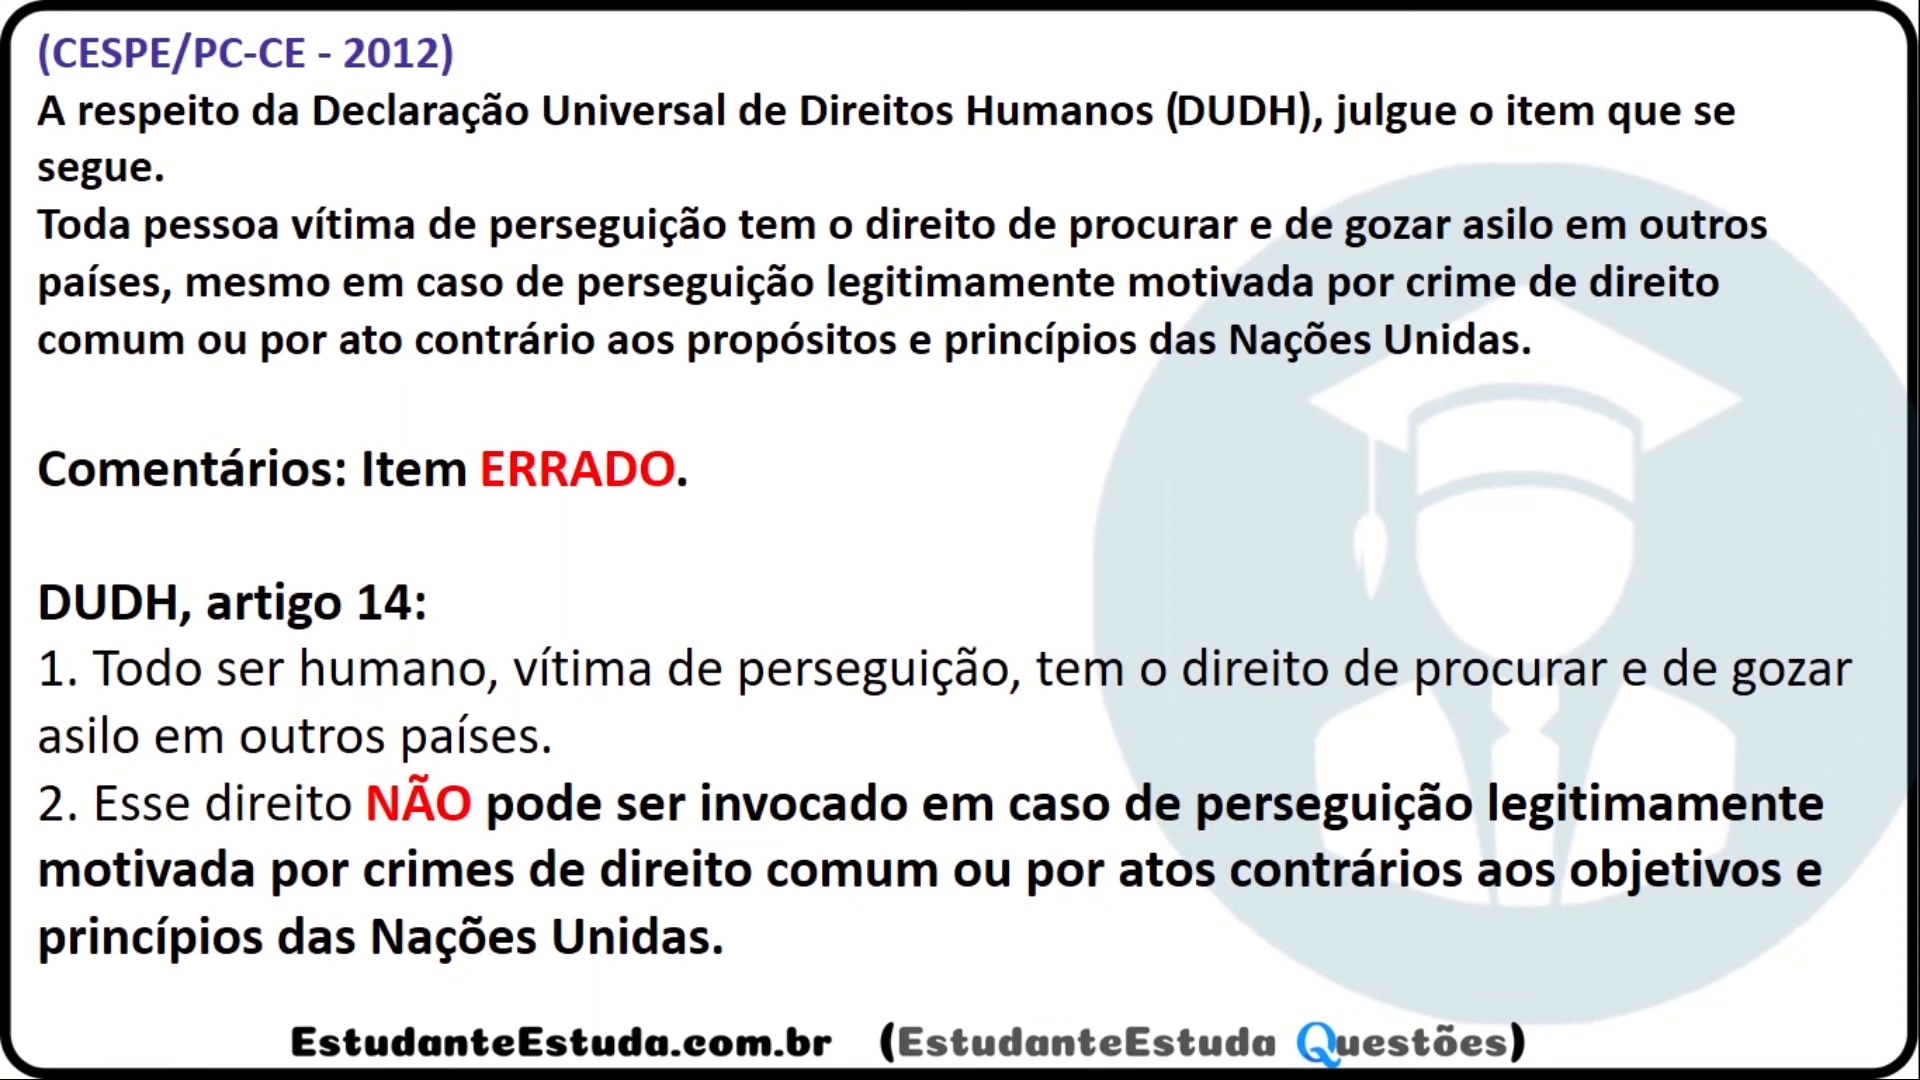 (CESPE/PC-CE - 2012)
A respeito da Declaração Universal de Direitos Humanos (DUDH), julgue o item que se
segue.
Toda pessoa vítima de perseguição tem o direito de procurar e de gozar asilo em outros
países, mesmo em caso de perseguição legitimamente motivada por crime de direito
comum ou por ato contrário aos propósitos e princípios das Nações Unidas.
Comentários: Item ERRADO.
DUDH, artigo 14:
1. Todo ser humano, vítima de perseguição, tem o direito de procurar e de gozar
asilo em outros países.
2. Esse direito NÃO pode ser invocado em caso de perseguição legitimamente
motivada por crimes de direito comum ou por atos contrários aos objetivos e
princípios das Nações Unidas.
EstudanteEstuda.com.br (EstudanteEstuda Questões)